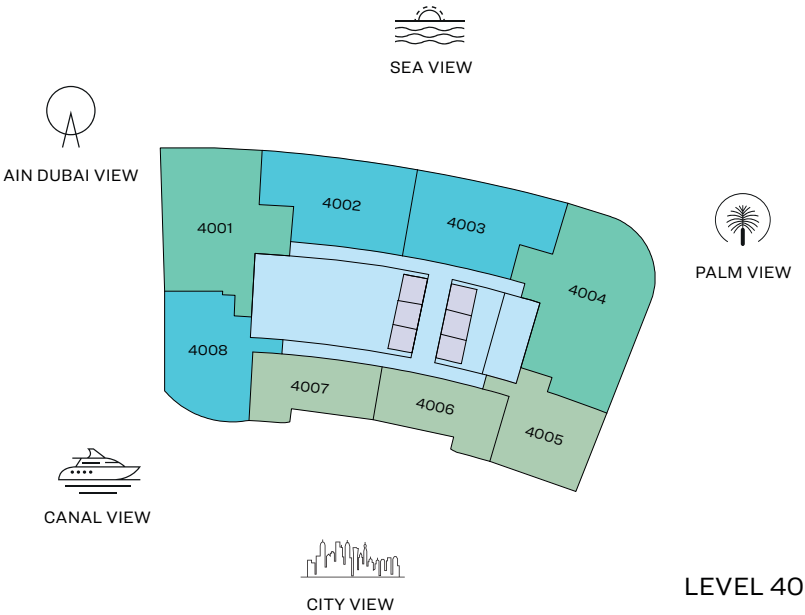 SEA VIEW
AIN DUBAI VIEW
4002
4001
4003
PALM VIEW
4004
4008
4007
4006
4005
CANAL VIEW
LEVEL 40
CITY VIEW